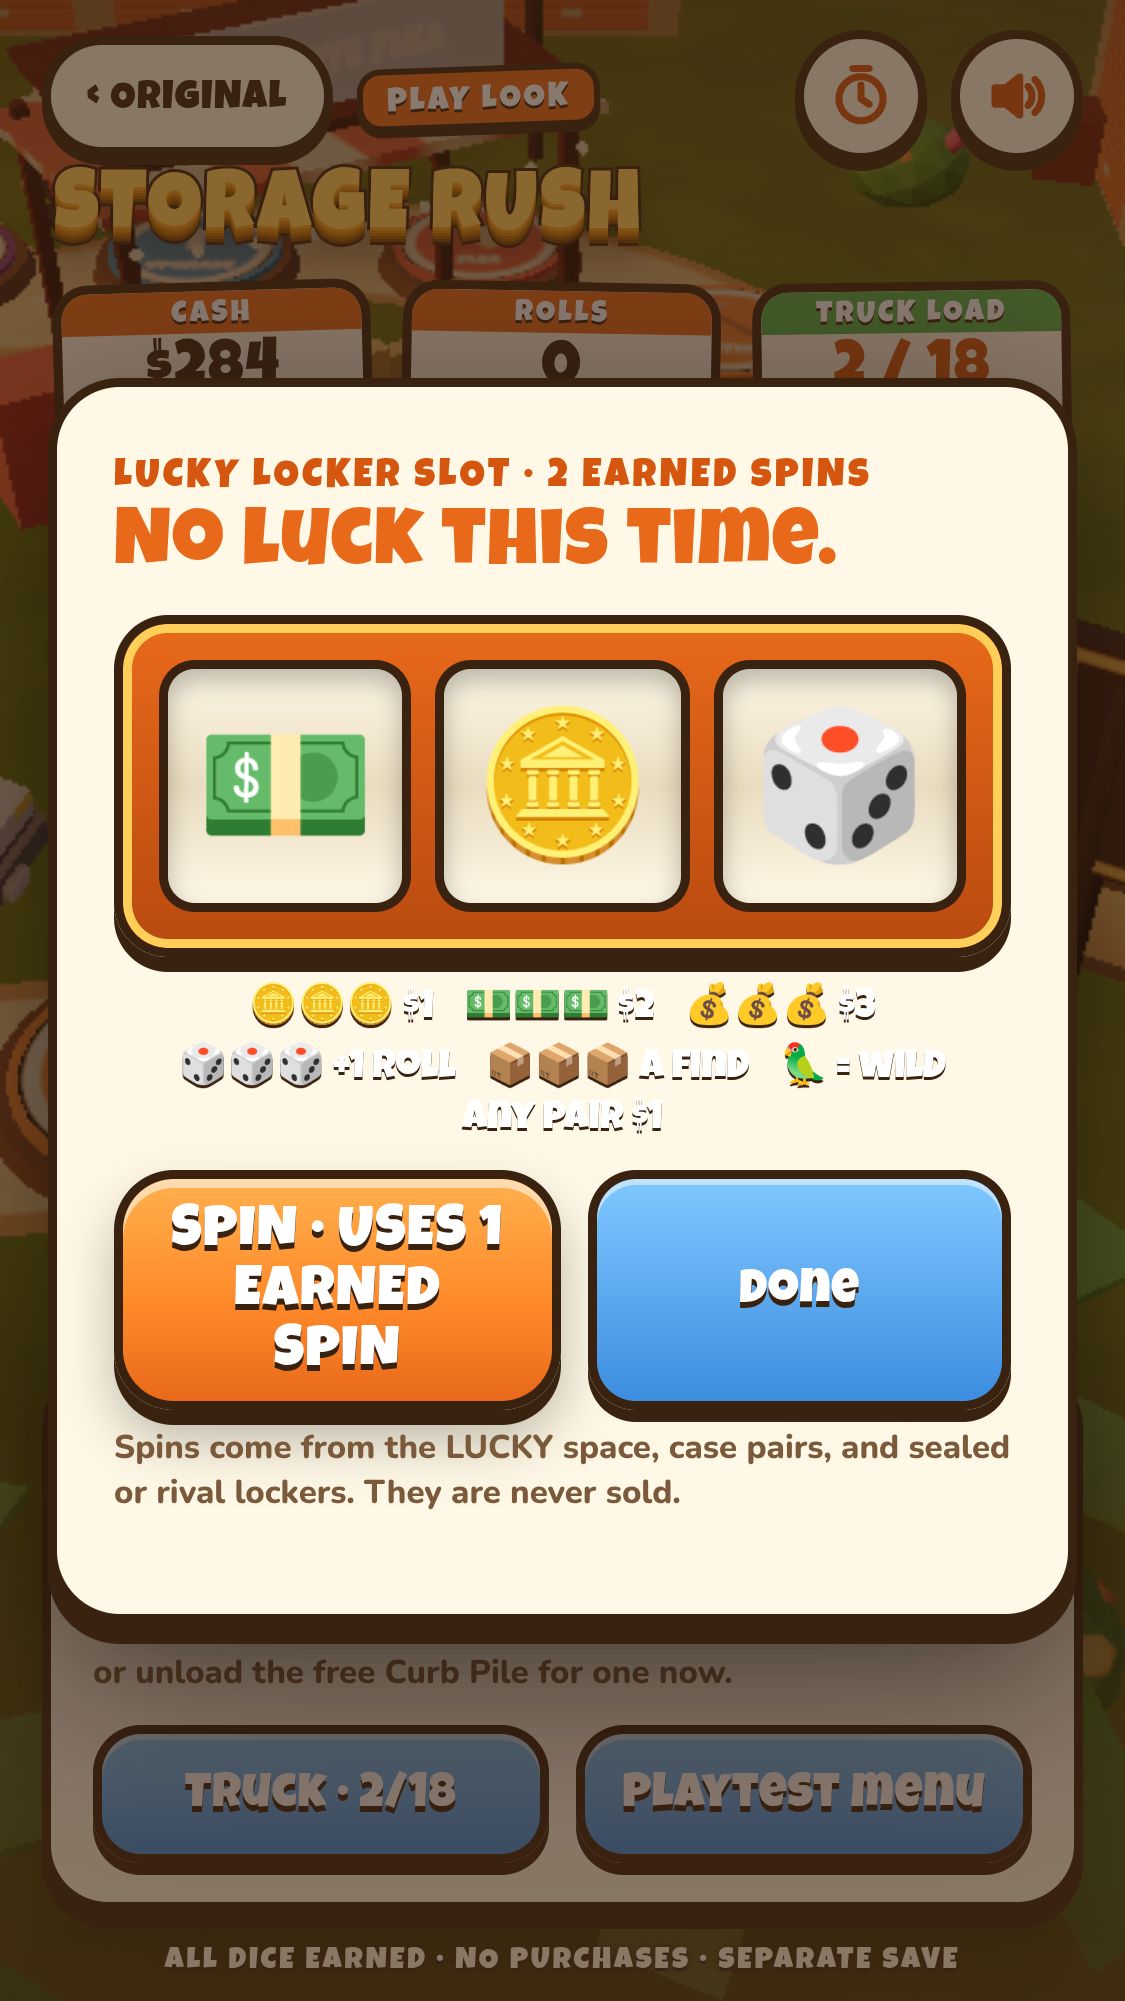 ‹ ORIGINAL
PLAY LOOK
STORAGE RUSH
CASH
$284
ROLLS
0
TRUCK LOAD
2 / 18
LUCKY LOCKER SLOT · 2 EARNED SPINS
No Luck This Time.
$1 $2 $3
+1 Roll A Find = Wild
Any Pair $1
SPIN · USES 1
EARNED
SPIN
Done
Spins come from the LUCKY space, case pairs, and sealed
or rival lockers. They are never sold.
or unload the free Curb Pile for one now.
Truck · 2/18
Playtest Menu
ALL DICE EARNED · NO PURCHASES · SEPARATE SAVE